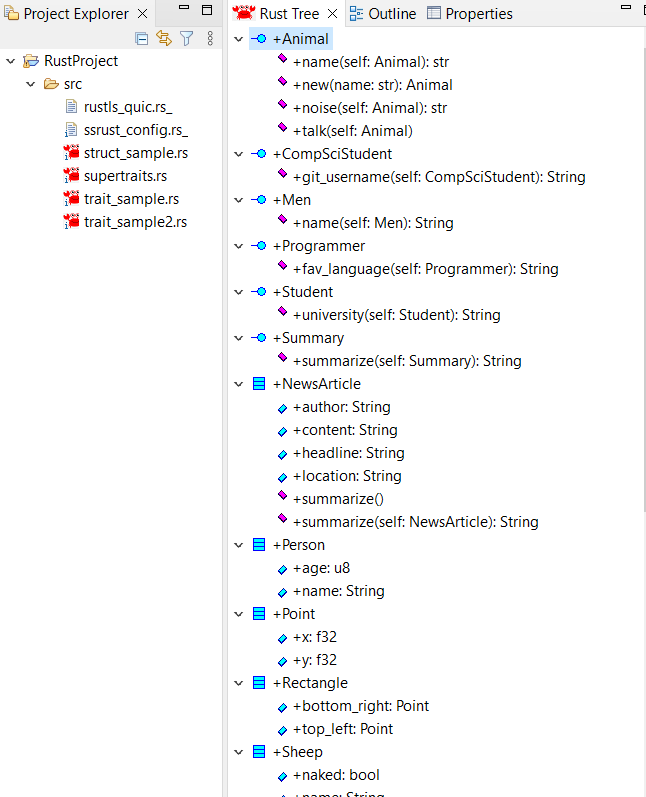 Project Explorer
RustProject
src
rustls_quic.rs_
ssrust_config.rs_
struct_sample.rs
supertraits.rs
trait_sample.rs
trait_sample2.rs
Rust Tree
Outline
Properties
+Animal
+name(self: Animal): str
+new(name: str): Animal
+noise(self: Animal): str
+talk(self: Animal)
+CompSciStudent
+git_username(self: CompSciStudent): String
+Men
+name(self: Men): String
+Programmer
+fav_language(self: Programmer): String
+Student
+university(self: Student): String
+Summary
+summarize(self: Summary): String
+NewsArticle
+author: String
+content: String
+headline: String
+location: String
+summarize()
+summarize(self: NewsArticle): String
+Person
+age: u8
+name: String
+Point
+x: f32
+y: f32
+Rectangle
+bottom_right: Point
+top_left: Point
+Sheep
+naked: bool
+name: String